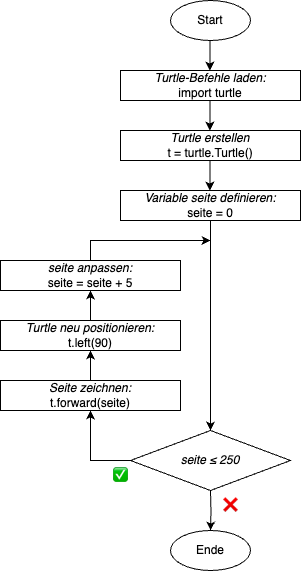 Start
Turtle-Befehle laden:
import turtle
Turtle erstellen
t = turtle.Turtle()
Variable seite definieren:
seite = 0
seite anpassen:
seite = seite + 5
Turtle neu positionieren:
t.left(90)
Seite zeichnen:
t.forward(seite)
seite ≤ 250
Ende